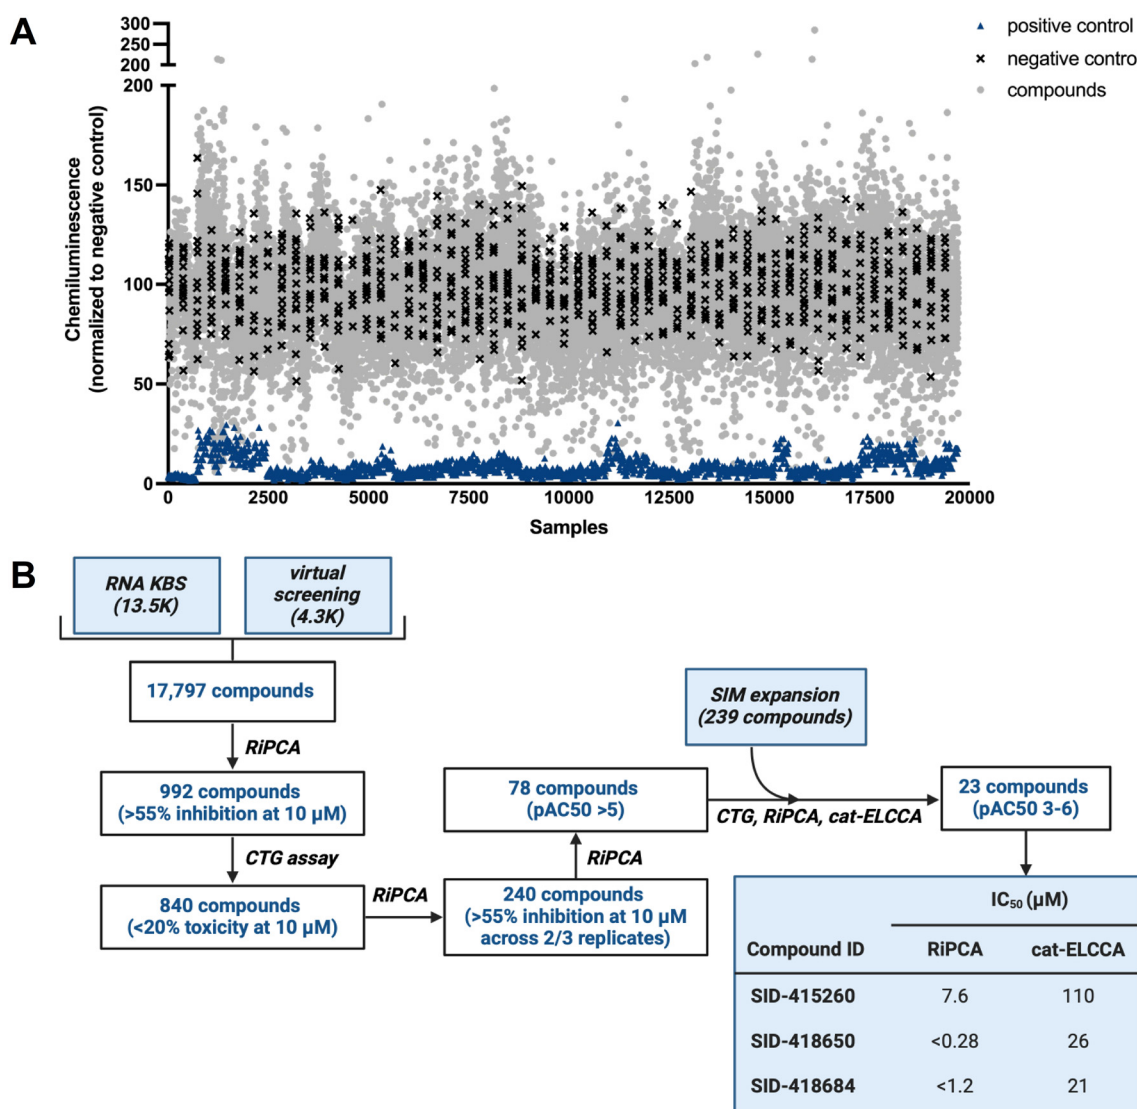 A
300
250
200
200
150
100
50
0
Chemiluminescence
(normalized to negative control)
0 2500 5000 7500 10000 12500 15000 17500 20000
Samples
positive control
negative contro
compounds
B
RNA KBS
(13.5K)
virtual
screening
(4.3K)
17,797 compounds
RiPCA
992 compounds
(>55% inhibition at 10 µM)
CTG assay
840 compounds
(<20% toxicity at 10 µM)
RiPCA
240 compounds
(>55% inhibition at 10 µM
across 2/3 replicates)
RiPCA
78 compounds
(pAC50 >5)
SIM expansion
(239 compounds)
CTG, RiPCA, cat-ELCCA
23 compounds
(pAC50 3-6)
IC₅₀ (µM)
Compound ID RiPCA cat-ELCCA
SID-415260 7.6 110
SID-418650 <0.28 26
SID-418684 <1.2 21